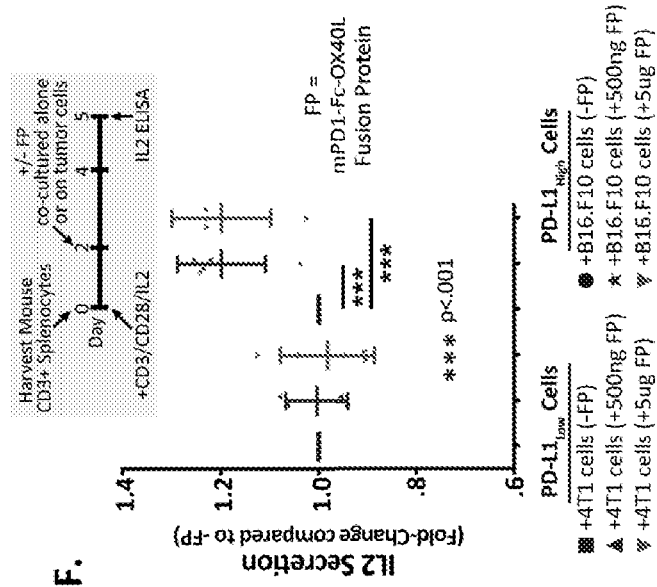 F.
Harvest Mouse
CD3+ Splenocytes
+/- FP
co-cultured alone
or on tumor cells
Day
0 2 4 5
+CD3/CD28/IL2
IL2 ELISA
IL2 Secretion
(Fold-Change compared to -FP)
1.4
1.2
1.0
.8
.6
***
***
*** p<.001
FP =
mPD1-Fc-OX40L
Fusion Protein
PD-L1Low Cells
+4T1 cells (-FP)
+4T1 cells (+500ng FP)
+4T1 cells (+5ug FP)
PD-L1High Cells
+B16.F10 cells (-FP)
+B16.F10 cells (+500ng FP)
+B16.F10 cells (+5ug FP)